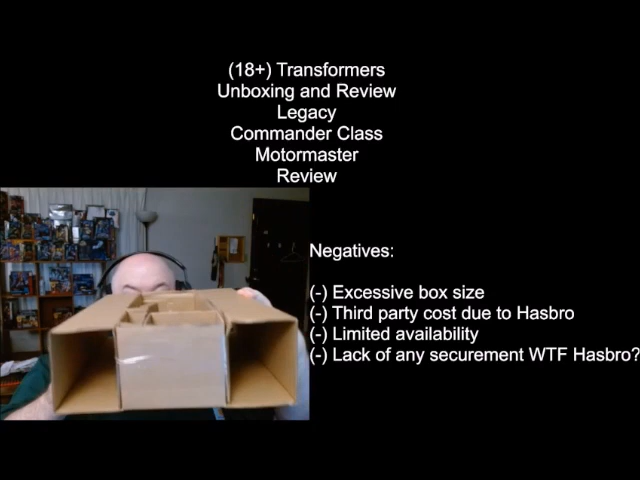 (18+) Transformers
Unboxing and Review
Legacy
Commander Class
Motormaster
Review
Negatives:
(-) Excessive box size
(-) Third party cost due to Hasbro
(-) Limited availability
(-) Lack of any securement WTF Hasbro?